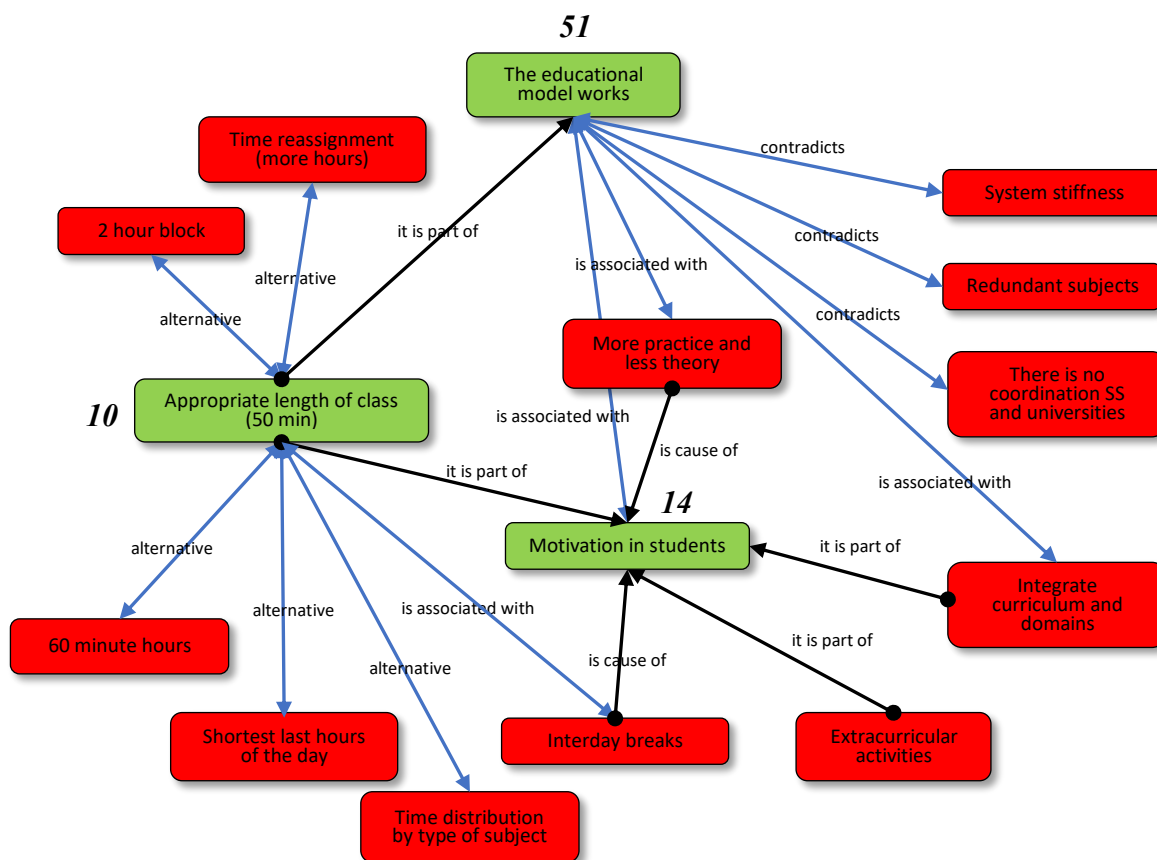 51
The educational
model works
Time reassignment
(more hours)
contradicts
System stiffness
2 hour block
it is part of
contradicts
is associated with
alternative
Redundant subjects
contradicts
alternative
More practice and
less theory
There is no
coordination SS
and universities
10
Appropriate length of class
(50 min)
is associated with
is cause of
it is part of
is associated with
14
Motivation in students
it is part of
alternative
Integrate
curriculum and
domains
alternative
is associated with
60 minute hours
it is part of
is cause of
alternative
Shortest last hours
of the day
Interday breaks
Extracurricular
activities
Time distribution
by type of subject